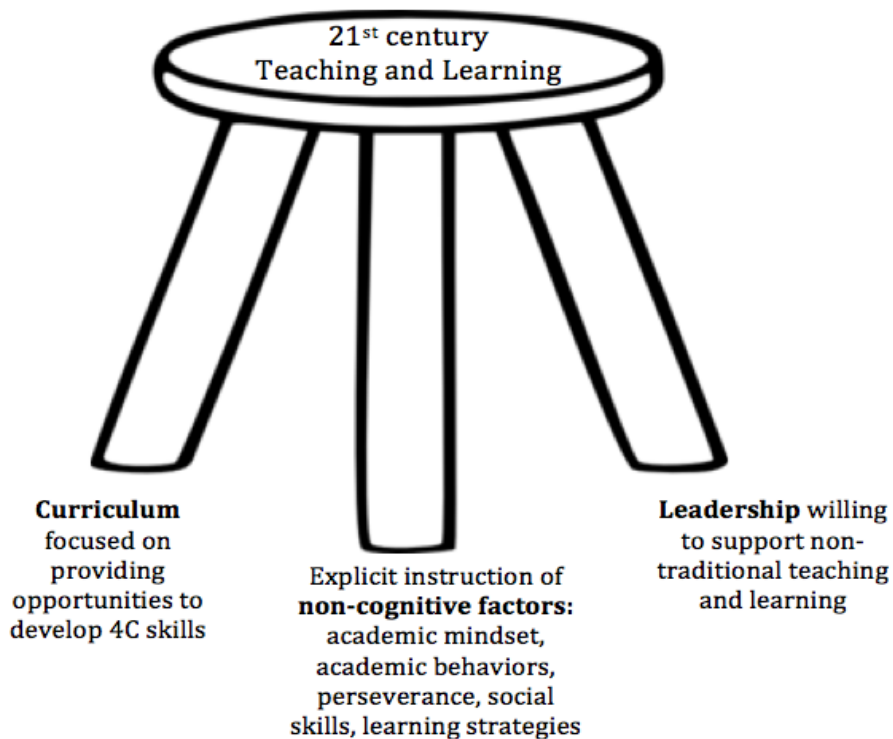 21st century
Teaching and Learning
Curriculum
focused on
providing
opportunities to
develop 4C skills
Explicit instruction of
non-cognitive factors:
academic mindset,
academic behaviors,
perseverance, social
skills, learning strategies
Leadership willing
to support non-
traditional teaching
and learning